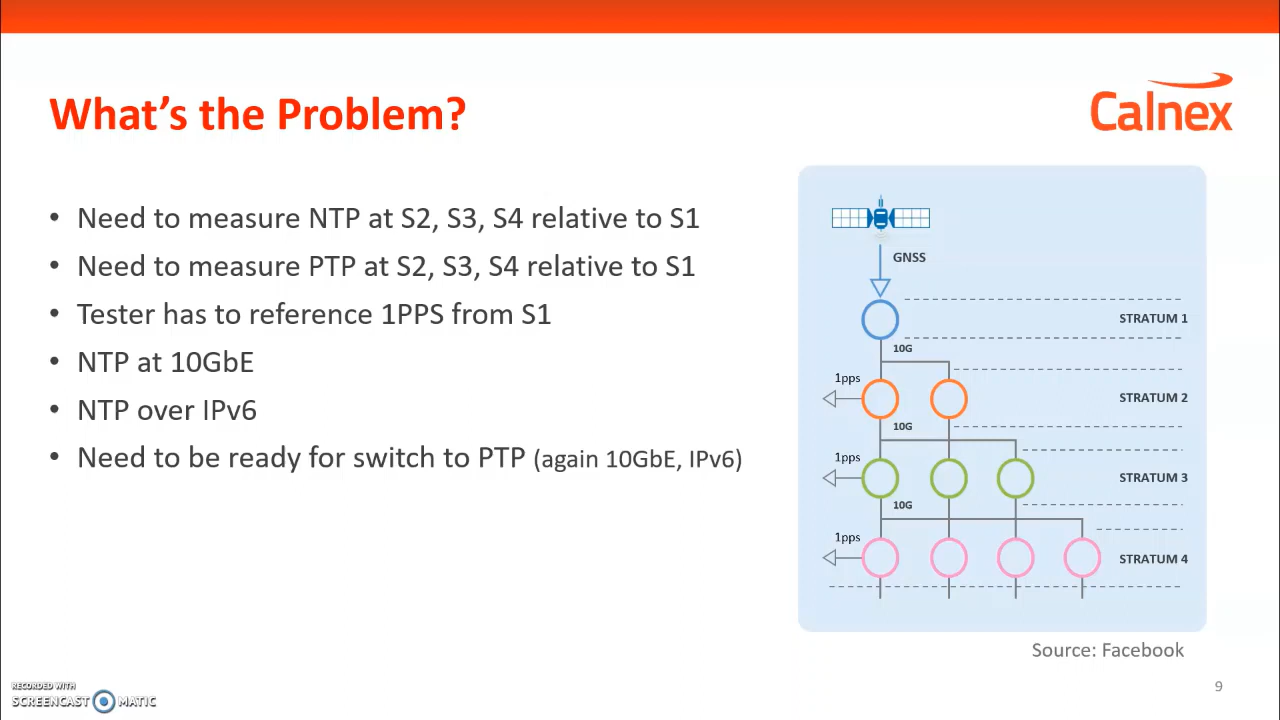 What's the Problem?
Calnex
• Need to measure NTP at S2, S3, S4 relative to S1
• Need to measure PTP at S2, S3, S4 relative to S1
• Tester has to reference 1PPS from S1
• NTP at 10GbE
• NTP over IPv6
• Need to be ready for switch to PTP (again 10GbE, IPv6)
GNSS
STRATUM 1
10G
1pps
STRATUM 2
10G
1pps
STRATUM 3
10G
1pps
STRATUM 4
Source: Facebook
RECORDED WITH
SCREENCAST MATIC
9